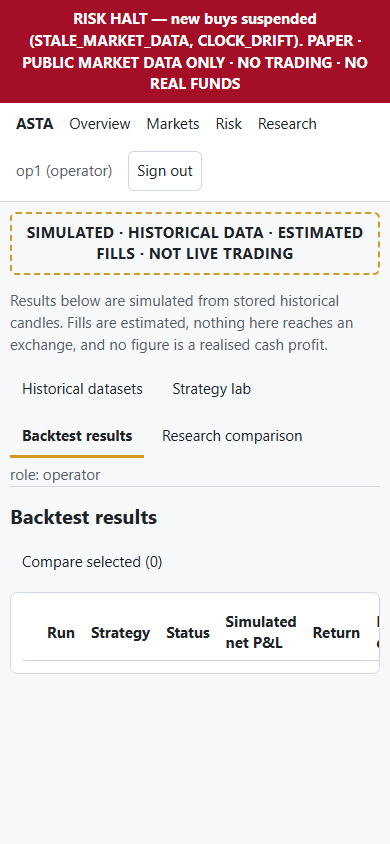 RISK HALT — new buys suspended
(STALE_MARKET_DATA, CLOCK_DRIFT). PAPER ·
PUBLIC MARKET DATA ONLY · NO TRADING · NO
REAL FUNDS
ASTA Overview Markets Risk Research
op1 (operator) Sign out
SIMULATED · HISTORICAL DATA · ESTIMATED
FILLS · NOT LIVE TRADING
Results below are simulated from stored historical
candles. Fills are estimated, nothing here reaches an
exchange, and no figure is a realised cash profit.
Historical datasets Strategy lab
Backtest results Research comparison
role: operator
Backtest results
Compare selected (0)
Run Strategy Status Simulated net P&L Return